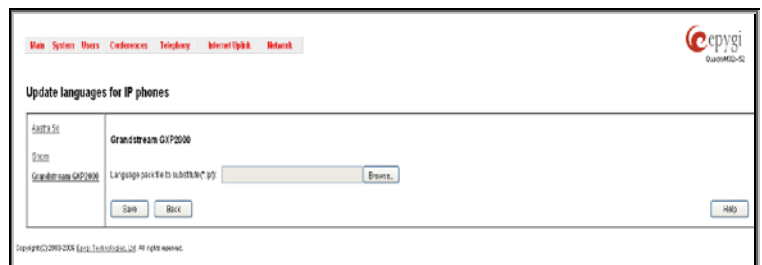 Main System Users Conferences Telephony Internet Uplink Network
epygi
QuadroM32x-S2
Update languages for IP phones
Aastra 5x
Snom
Grandstream GXP2000
Grandstream GXP2000
Language pack file to substitute(*.lp):
Browse..
Save Back
Help
Copyright(C)2003-2006 Epygi Technologies, Ltd. All rights reserved.